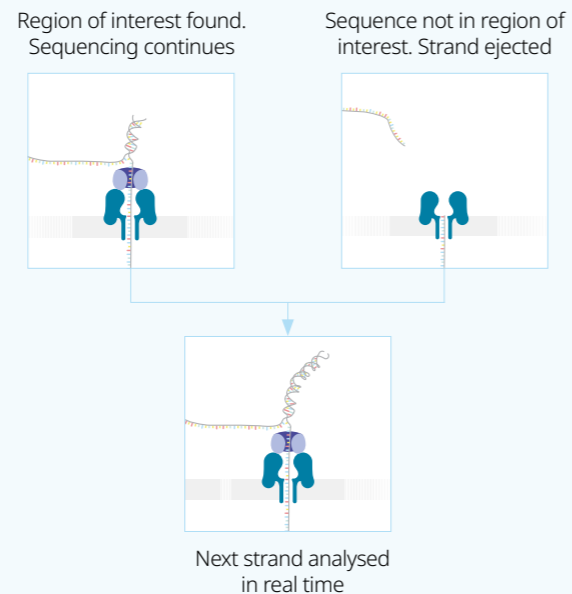 Region of interest found.
Sequencing continues
Sequence not in region of
interest. Strand ejected
Next strand analysed
in real time